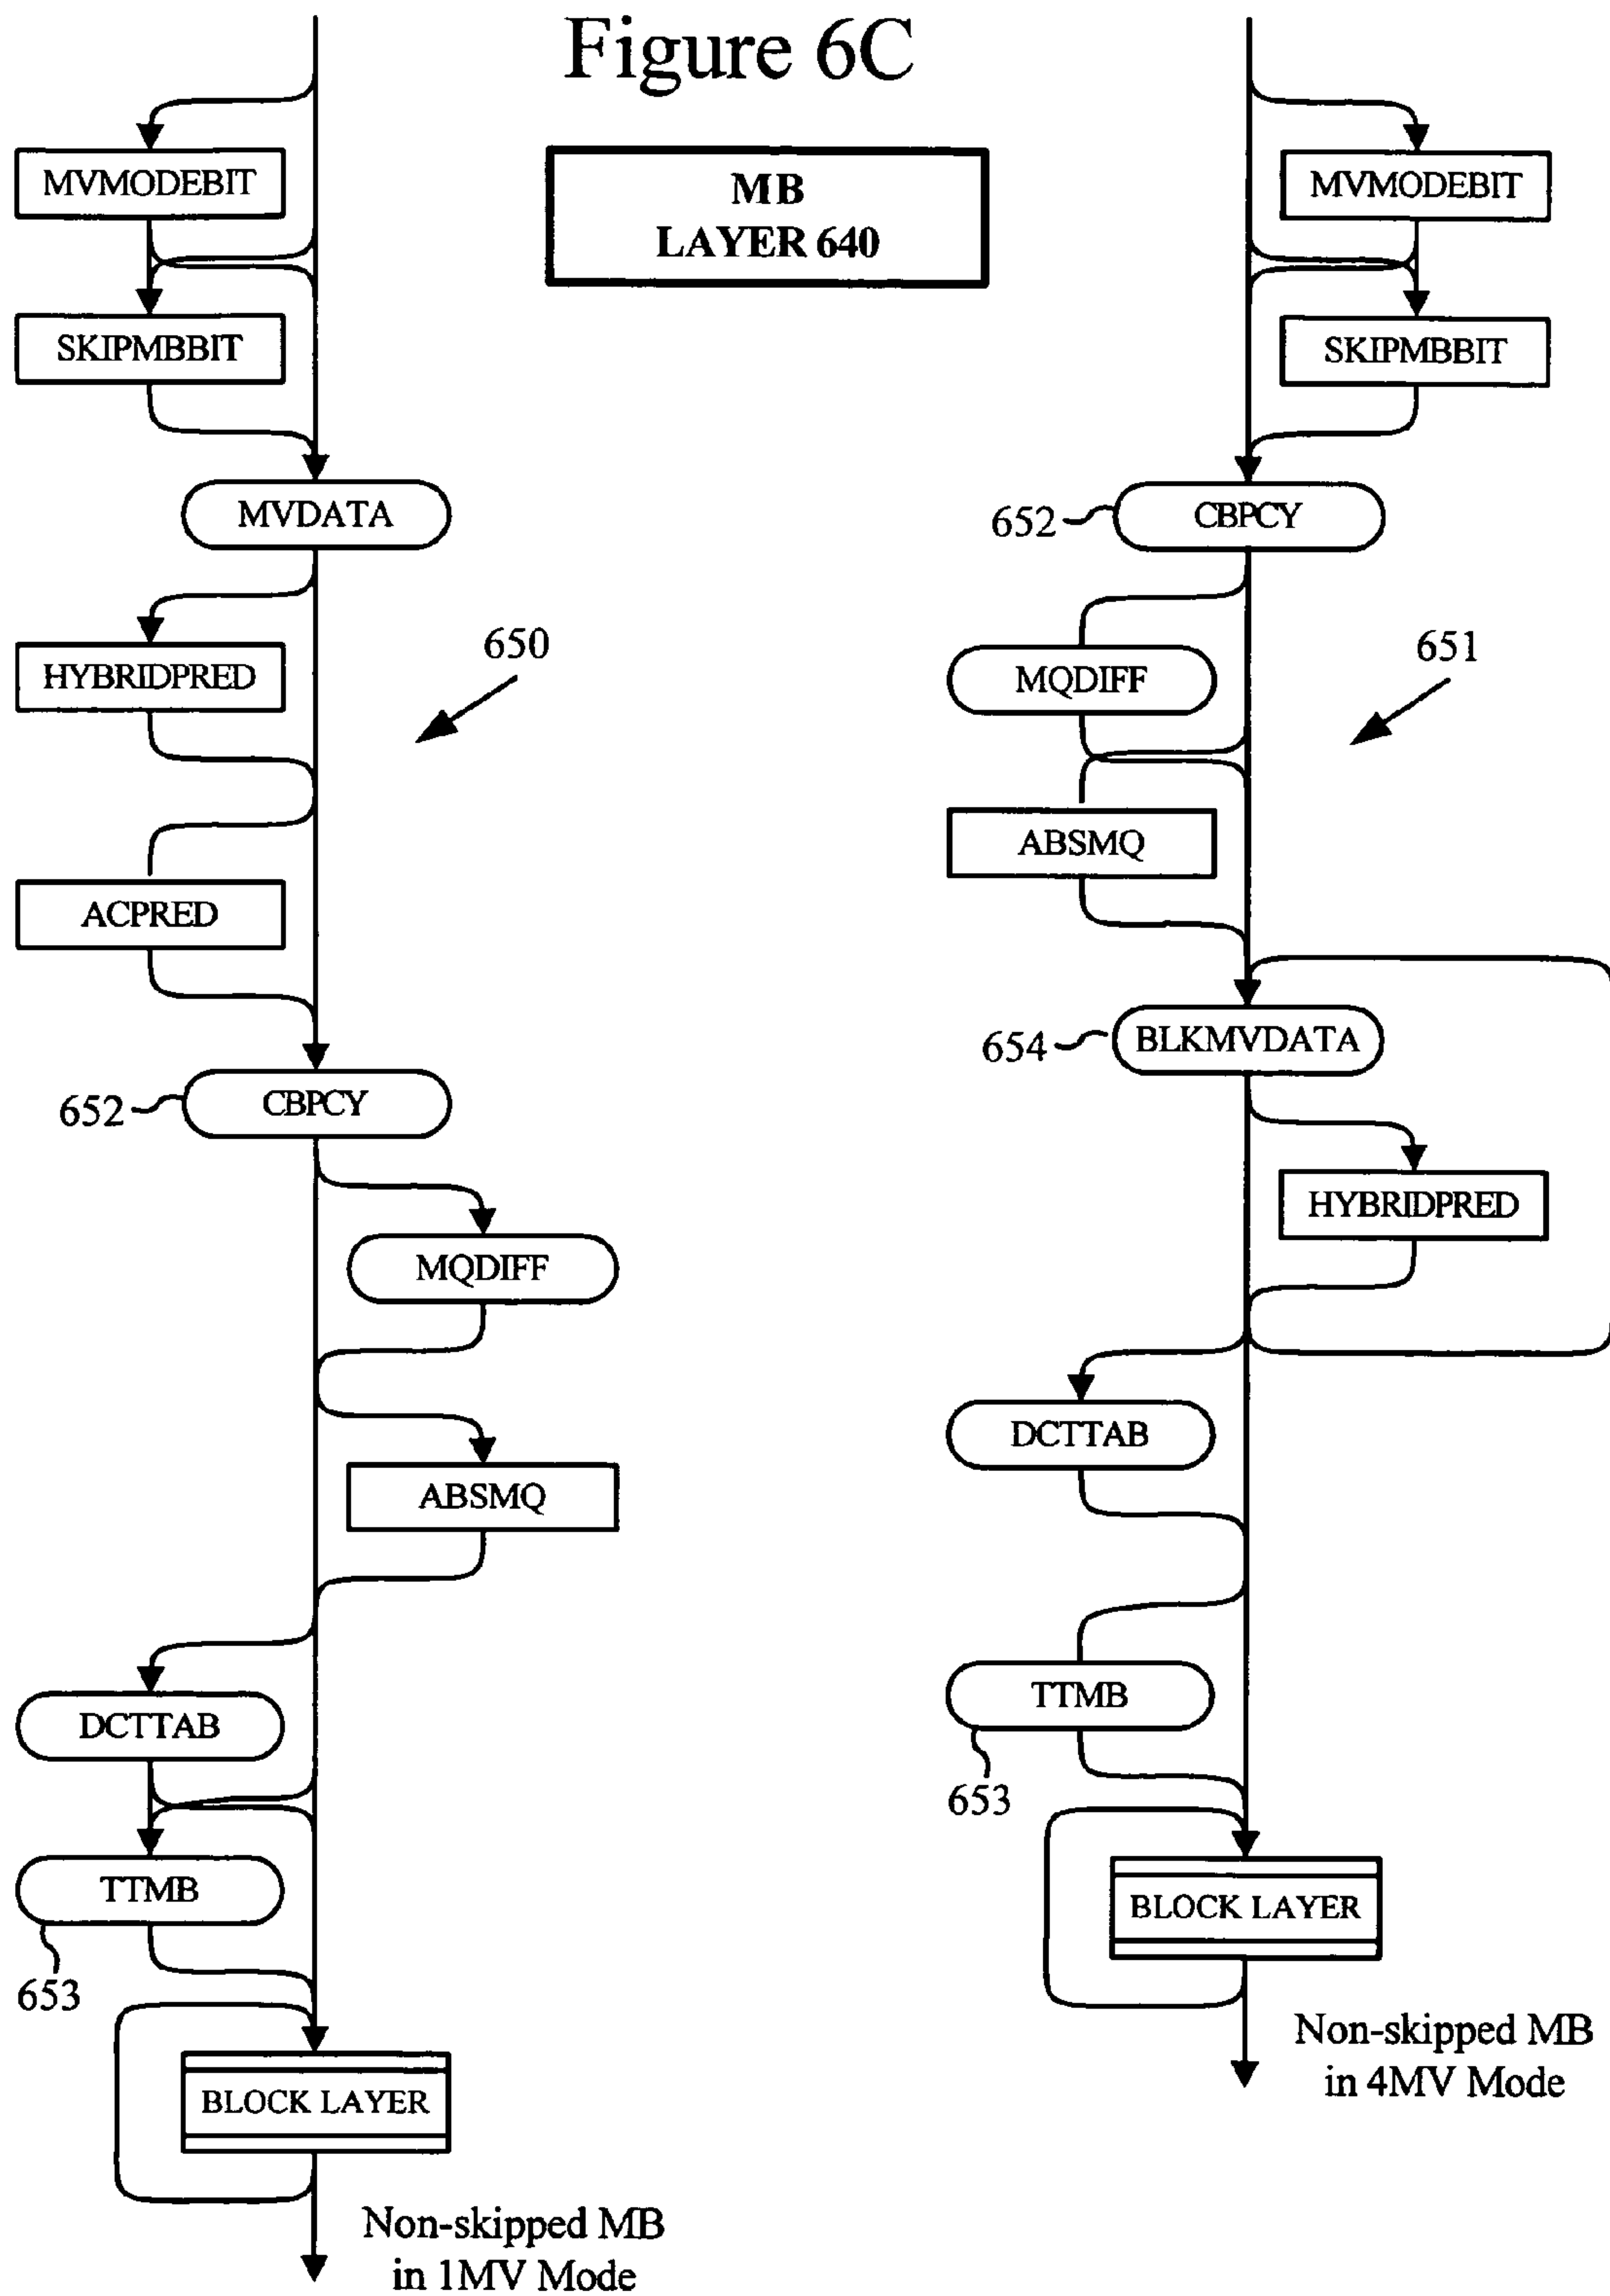 Figure 6C
MB
LAYER 640
MVMODEBIT
SKIPMBBIT
MVDATA
HYBRIDPRED
650
ACPRED
652
CBPCY
MQDIFF
ABSMQ
DCTTAB
TTMB
653
BLOCK LAYER
Non-skipped MB
in 1MV Mode
MVMODEBIT
SKIPMBBIT
652
CBPCY
MQDIFF
651
ABSMQ
654
BLKMVDATA
HYBRIDPRED
DCTTAB
TTMB
653
BLOCK LAYER
Non-skipped MB
in 4MV Mode